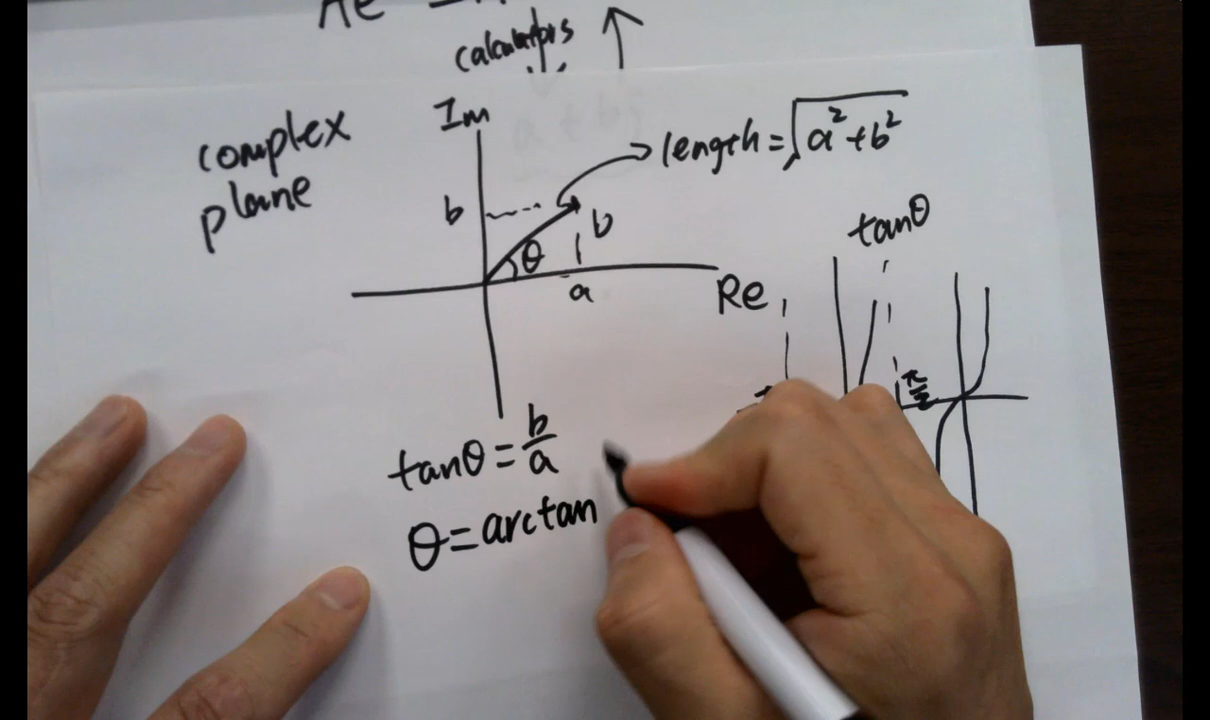 calculators
complex
plane
Im
length = √a²+b²
b
b
θ
a
Re
tanθ
π/2
tanθ = b/a
θ = arctan